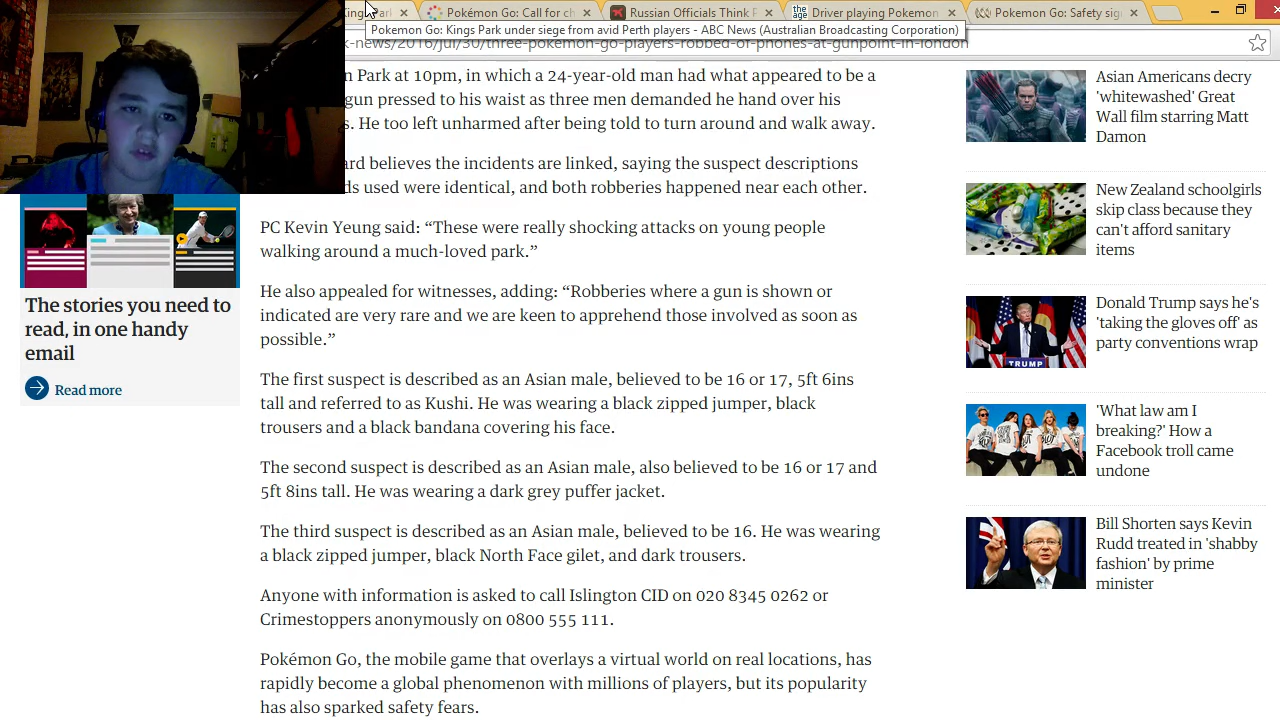 Kings Park
Pokémon Go: Call for ch
Russian Officials Think P
the age
Driver playing Pokemon
Pokemon Go: Safety sig
Pokemon Go: Kings Park under siege from avid Perth players - ABC News (Australian Broadcasting Corporation)
k-news/2016/jul/30/three-pokemon-go-players-robbed-of-phones-at-gunpoint-in-london
n Park at 10pm, in which a 24-year-old man had what appeared to be a
gun pressed to his waist as three men demanded he hand over his
s. He too left unharmed after being told to turn around and walk away.
ard believes the incidents are linked, saying the suspect descriptions
ds used were identical, and both robberies happened near each other.
PC Kevin Yeung said: “These were really shocking attacks on young people
walking around a much-loved park.”
He also appealed for witnesses, adding: “Robberies where a gun is shown or
indicated are very rare and we are keen to apprehend those involved as soon as
possible.”
The first suspect is described as an Asian male, believed to be 16 or 17, 5ft 6ins
tall and referred to as Kushi. He was wearing a black zipped jumper, black
trousers and a black bandana covering his face.
The second suspect is described as an Asian male, also believed to be 16 or 17 and
5ft 8ins tall. He was wearing a dark grey puffer jacket.
The third suspect is described as an Asian male, believed to be 16. He was wearing
a black zipped jumper, black North Face gilet, and dark trousers.
Anyone with information is asked to call Islington CID on 020 8345 0262 or
Crimestoppers anonymously on 0800 555 111.
Pokémon Go, the mobile game that overlays a virtual world on real locations, has
rapidly become a global phenomenon with millions of players, but its popularity
has also sparked safety fears.
The stories you need to
read, in one handy
email
Read more
Asian Americans decry
'whitewashed' Great
Wall film starring Matt
Damon
New Zealand schoolgirls
skip class because they
can't afford sanitary
items
Donald Trump says he's
'taking the gloves off' as
party conventions wrap
TRUMP
'What law am I
breaking?' How a
Facebook troll came
undone
Bill Shorten says Kevin
Rudd treated in 'shabby
fashion' by prime
minister